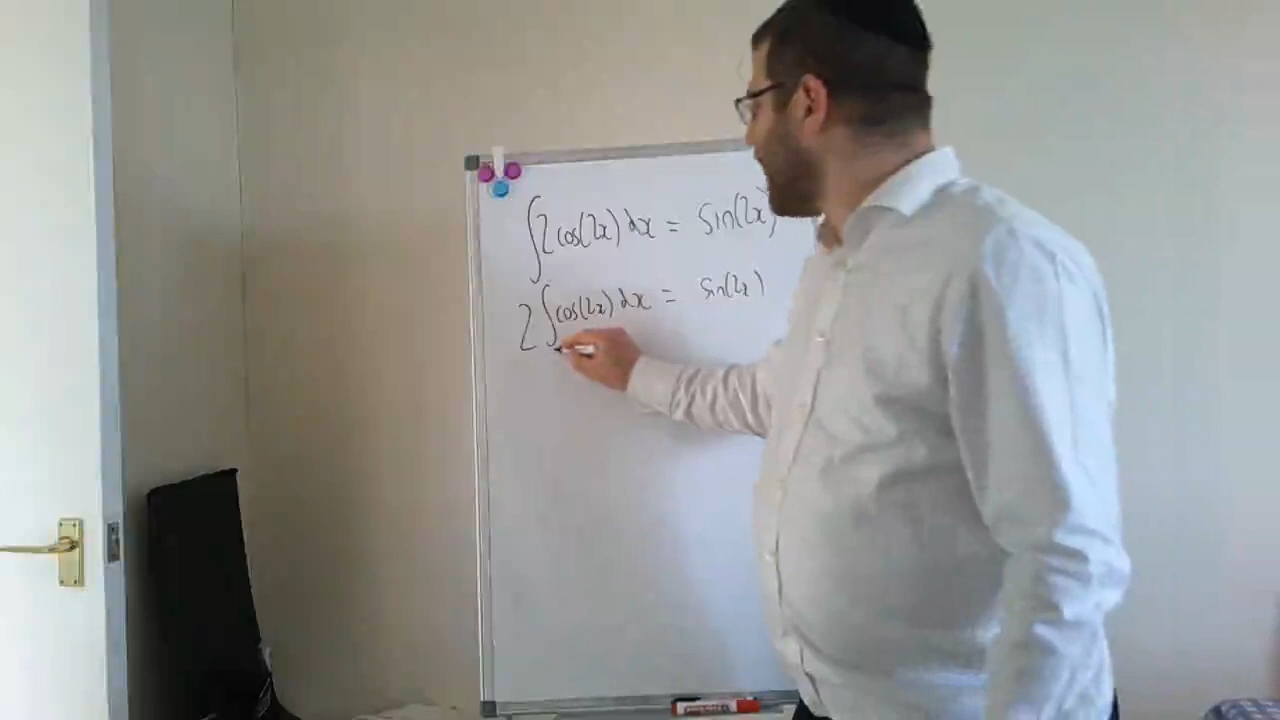 ∫2cos(2x)dx = sin(2x)
2∫cos(2x)dx = sin(2x)